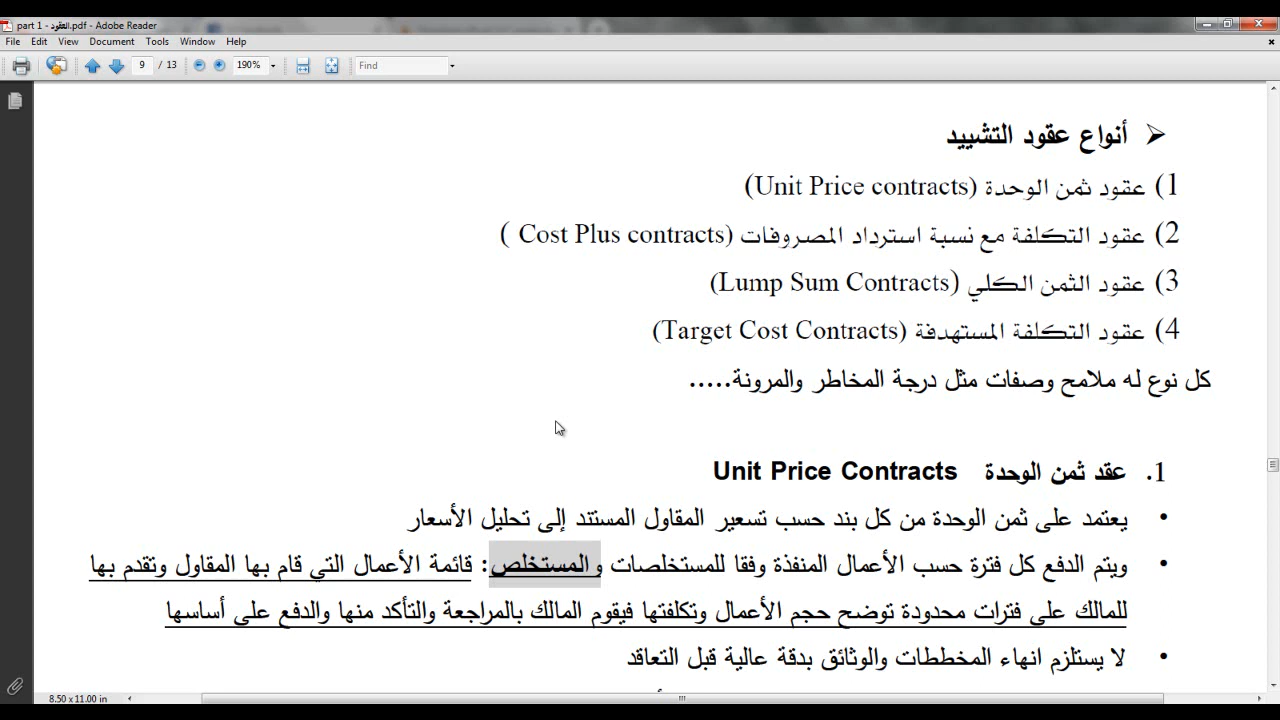 part 1 - العقود.pdf - Adobe Reader
File Edit View Document Tools Window Help
9 / 13 190% Find
أنواع عقود التشييد
1) عقود ثمن الوحدة (Unit Price contracts)
2) عقود التكلفة مع نسبة استرداد المصروفات (Cost Plus contracts )
3) عقود الثمن الكلي (Lump Sum Contracts)
4) عقود التكلفة المستهدفة (Target Cost Contracts)
كل نوع له ملامح وصفات مثل درجة المخاطر والمرونة.....
1. عقد ثمن الوحدة Unit Price Contracts
• يعتمد على ثمن الوحدة من كل بند حسب تسعير المقاول المستند إلى تحليل الأسعار
• ويتم الدفع كل فترة حسب الأعمال المنفذة وفقا للمستخلصات و المستخلص: قائمة الأعمال التي قام بها المقاول وتقدم بها
للمالك على فترات محدودة توضح حجم الأعمال وتكلفتها فيقوم المالك بالمراجعة والتأكد منها والدفع على أساسها
• لا يستلزم انهاء المخططات والوثائق بدقة عالية قبل التعاقد
8.50 x 11.00 in